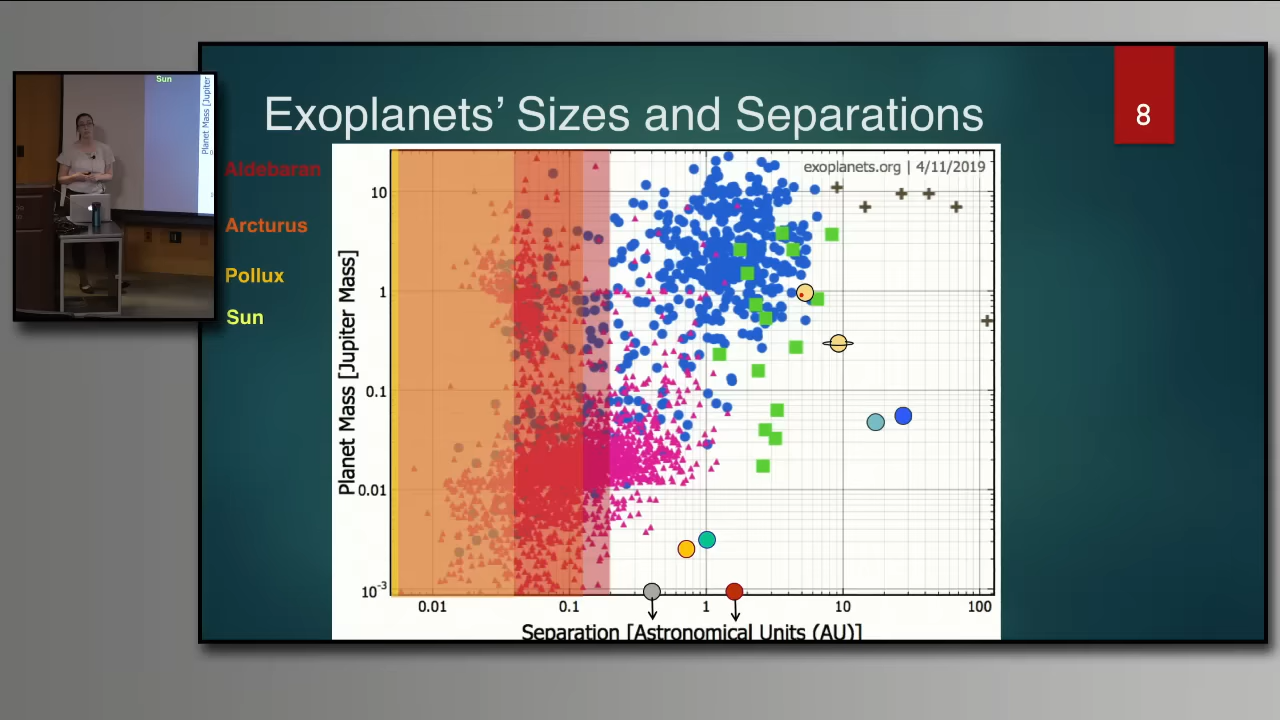 Exoplanets’ Sizes and Separations
8
Sun
Planet Mass [Jupiter
Aldebaran
Arcturus
Pollux
Sun
exoplanets.org | 4/11/2019
Planet Mass [Jupiter Mass]
10
1
0.1
0.01
10⁻³
0.01 0.1 1 10 100
Separation [Astronomical Units (AU)]